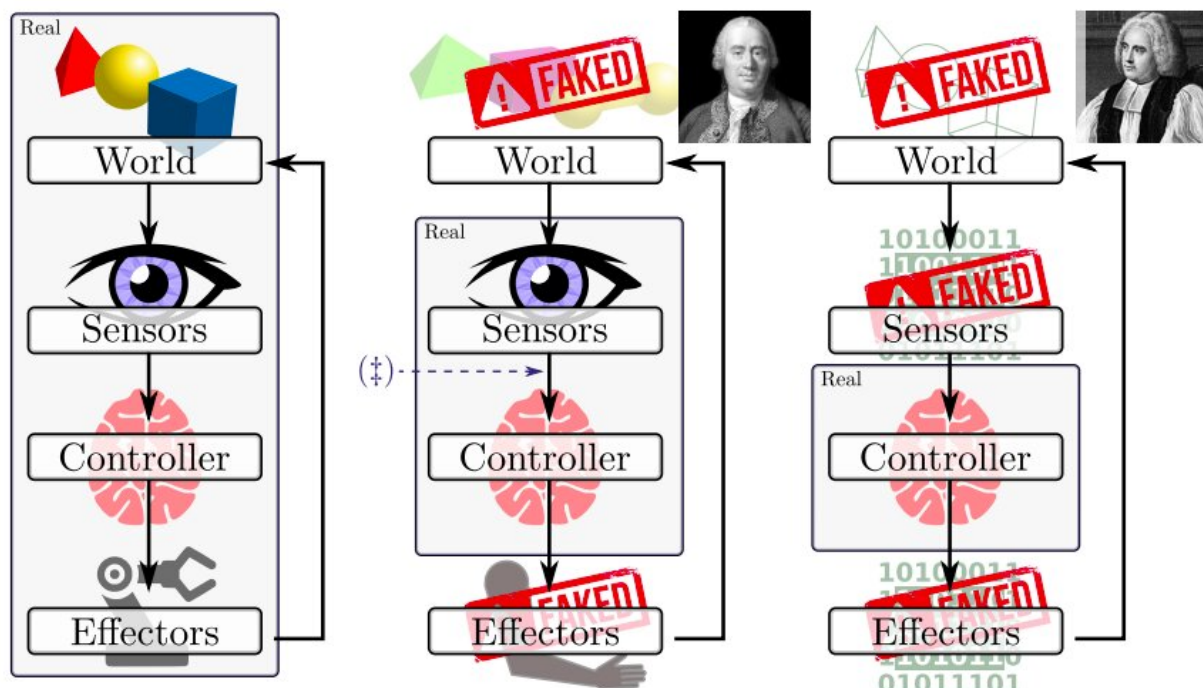 Real
World
Sensors
Controller
Effectors
! FAKED
World
Real
Sensors
(‡)
Controller
FAKED
Effectors
! FAKED
World
10100011
FAKED
Sensors
01011101
Real
Controller
10100011
FAKED
Effectors
01011101